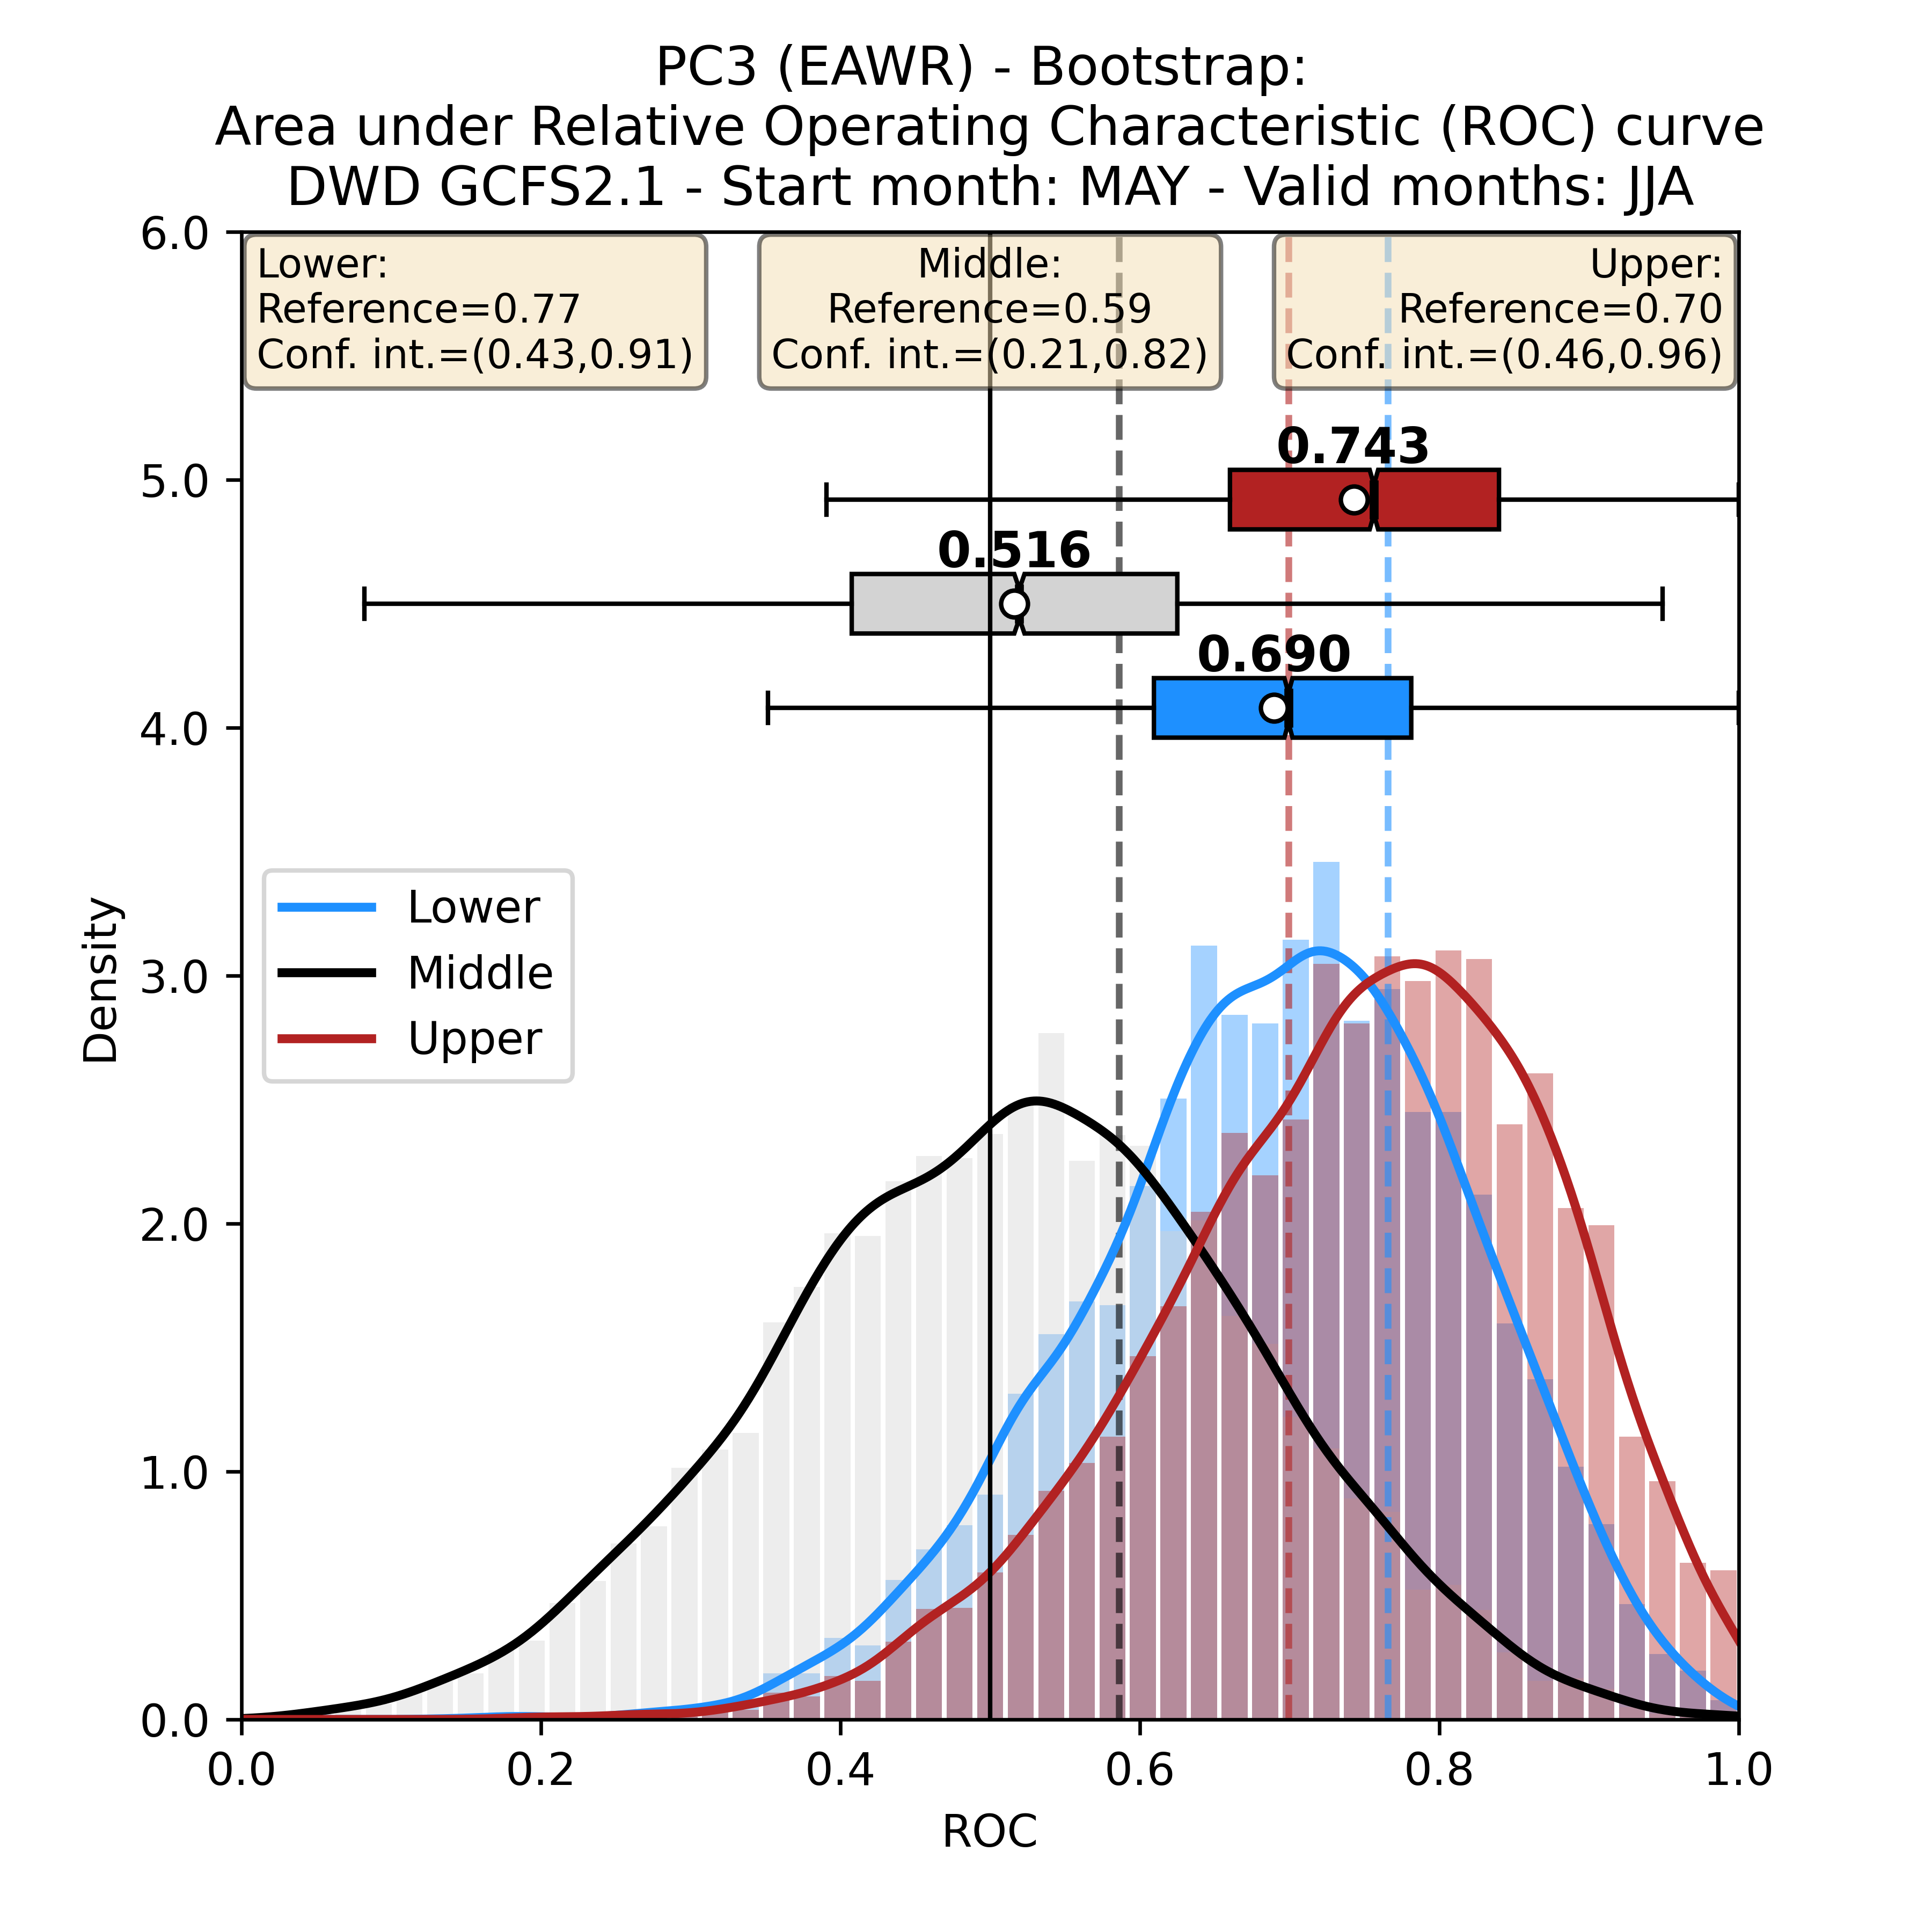 PC3 (EAWR) - Bootstrap:
Area under Relative Operating Characteristic (ROC) curve
DWD GCFS2.1 - Start month: MAY - Valid months: JJA
6.0
Lower:
Reference=0.77
Conf. int.=(0.43,0.91)
Middle:
Reference=0.59
Conf. int.=(0.21,0.82)
Upper:
Reference=0.70
Conf. int.=(0.46,0.96)
0.743
5.0
0.516
0.690
4.0
Lower
Middle
Upper
Density
3.0
2.0
1.0
0.0
0.0
0.2
0.4
0.6
0.8
1.0
ROC